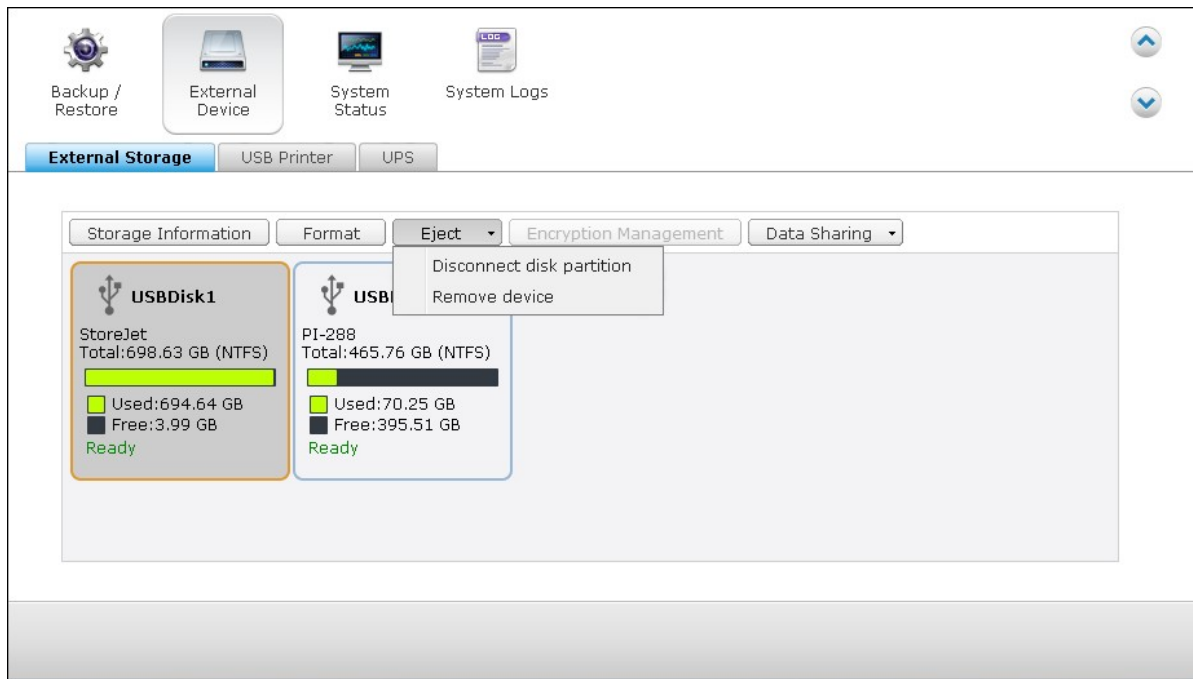 LOG
Backup /
Restore
External
Device
System
Status
System Logs
External Storage
USB Printer
UPS
Storage Information
Format
Eject
Encryption Management
Data Sharing
Disconnect disk partition
Remove device
USBDisk1
StoreJet
Total:698.63 GB (NTFS)
Used:694.64 GB
Free:3.99 GB
Ready
PI-288
Total:465.76 GB (NTFS)
Used:70.25 GB
Free:395.51 GB
Ready